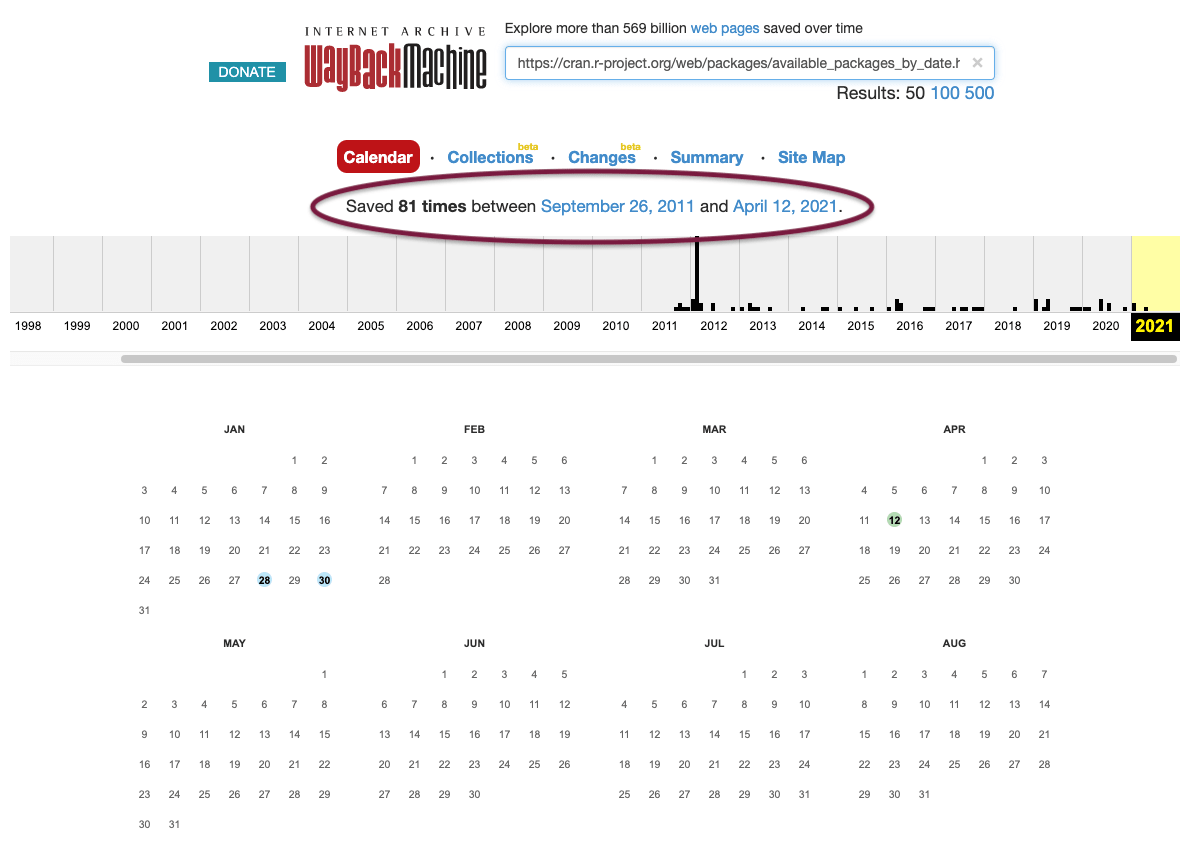 INTERNET ARCHIVE
WayBackMachine
DONATE
Explore more than 569 billion web pages saved over time
https://cran.r-project.org/web/packages/available_packages_by_date.h ×
Results: 50 100 500
Calendar · Collections beta · Changes beta · Summary · Site Map
Saved 81 times between September 26, 2011 and April 12, 2021.
1998 1999 2000 2001 2002 2003 2004 2005 2006 2007 2008 2009 2010 2011 2012 2013 2014 2015 2016 2017 2018 2019 2020 2021
JAN FEB MAR APR
1 2 1 2 3 4 5 6 1 2 3 4 5 6 1 2 3
3 4 5 6 7 8 9 7 8 9 10 11 12 13 7 8 9 10 11 12 13 4 5 6 7 8 9 10
10 11 12 13 14 15 16 14 15 16 17 18 19 20 14 15 16 17 18 19 20 11 12 13 14 15 16 17
17 18 19 20 21 22 23 21 22 23 24 25 26 27 21 22 23 24 25 26 27 18 19 20 21 22 23 24
24 25 26 27 28 29 30 28 28 29 30 31 25 26 27 28 29 30
31
MAY JUN JUL AUG
1 1 2 3 4 5 1 2 3 1 2 3 4 5 6 7
2 3 4 5 6 7 8 6 7 8 9 10 11 12 4 5 6 7 8 9 10 8 9 10 11 12 13 14
9 10 11 12 13 14 15 13 14 15 16 17 18 19 11 12 13 14 15 16 17 15 16 17 18 19 20 21
16 17 18 19 20 21 22 20 21 22 23 24 25 26 18 19 20 21 22 23 24 22 23 24 25 26 27 28
23 24 25 26 27 28 29 27 28 29 30 25 26 27 28 29 30 31 29 30 31
30 31